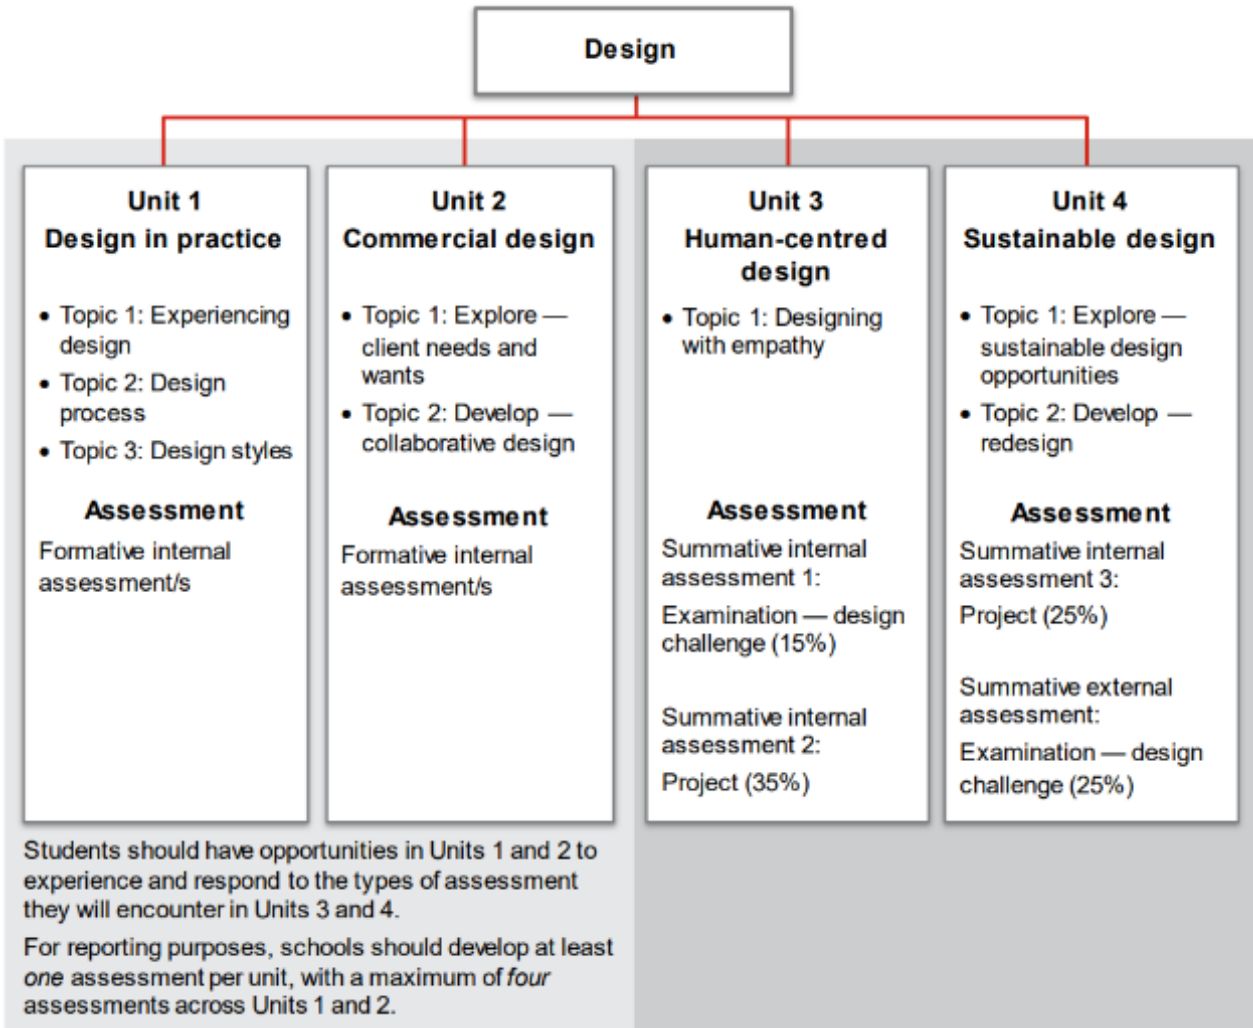 Design
Unit 1
Design in practice
• Topic 1: Experiencing
design
• Topic 2: Design
process
• Topic 3: Design styles
Assessment
Formative internal
assessment/s
Unit 2
Commercial design
• Topic 1: Explore —
client needs and
wants
• Topic 2: Develop —
collaborative design
Assessment
Formative internal
assessment/s
Unit 3
Human-centred
design
• Topic 1: Designing
with empathy
Assessment
Summative internal
assessment 1:
Examination — design
challenge (15%)
Summative internal
assessment 2:
Project (35%)
Unit 4
Sustainable design
• Topic 1: Explore —
sustainable design
opportunities
• Topic 2: Develop —
redesign
Assessment
Summative internal
assessment 3:
Project (25%)
Summative external
assessment:
Examination — design
challenge (25%)
Students should have opportunities in Units 1 and 2 to
experience and respond to the types of assessment
they will encounter in Units 3 and 4.
For reporting purposes, schools should develop at least
one assessment per unit, with a maximum of four
assessments across Units 1 and 2.